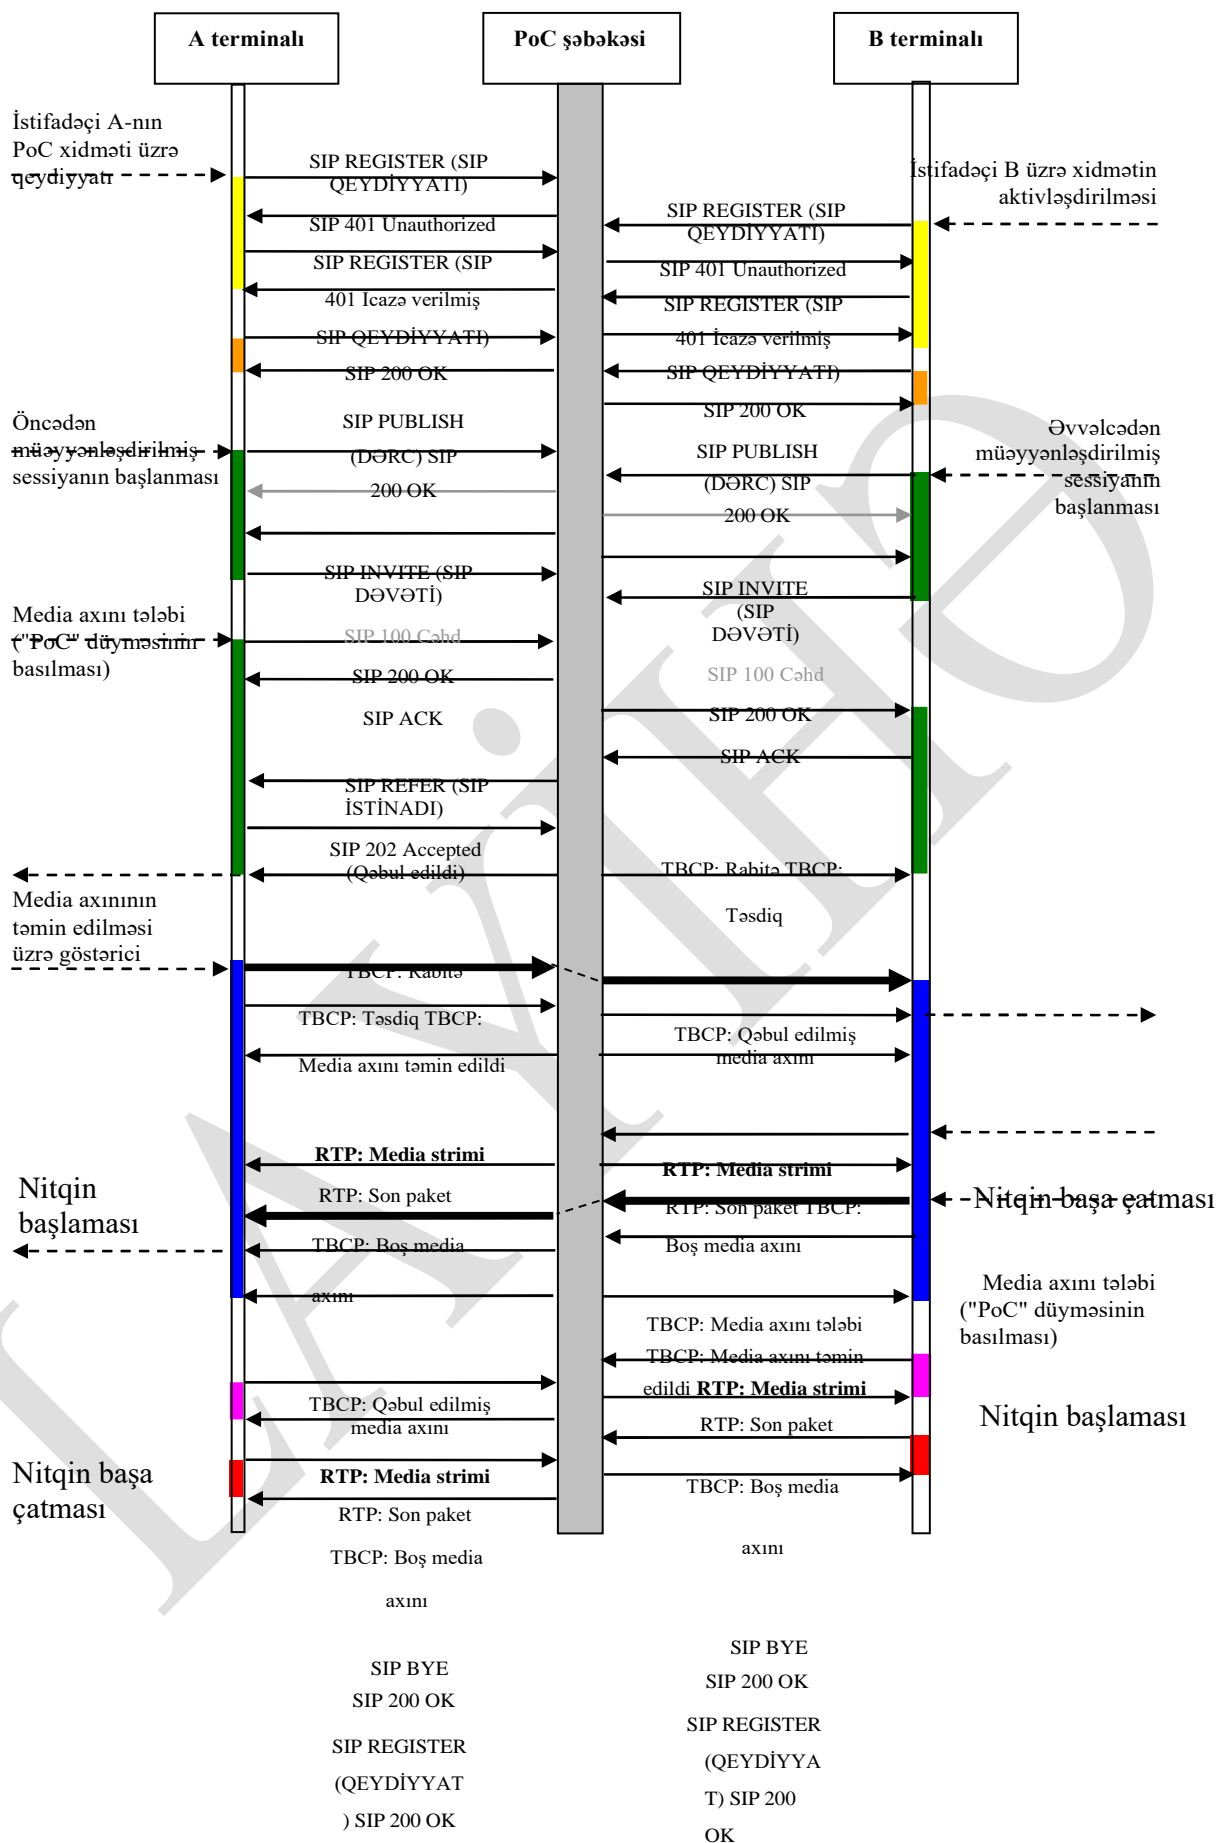 A terminalı
PoC şəbəkəsi
B terminalı
İstifadəçi A-nın
PoC xidməti üzrə
qeydiyyatı
SIP REGISTER (SIP
QEYDİYYATI)
SIP 401 Unauthorized
SIP REGISTER (SIP
401 Icazə verilmiş
SIP QEYDİYYATI)
SIP 200 OK
İstifadəçi B üzrə xidmətin
aktivləşdirilməsi
SIP REGISTER (SIP
QEYDİYYATI)
SIP 401 Unauthorized
SIP REGISTER (SIP
401 İcazə verilmiş
SIP QEYDİYYATI)
SIP 200 OK
Öncədən
müəyyənləşdirilmiş
sessiyanın başlanması
SIP PUBLISH
(DƏRC) SIP
200 OK
SIP INVITE (SIP
DƏVƏTİ)
SIP PUBLISH
(DƏRC) SIP
200 OK
SIP INVITE
(SIP
DƏVƏTİ)
Əvvəlcədən
müəyyənləşdirilmiş
sessiyanın
başlanması
Media axını tələbi
("PoC" düyməsinin
basılması)
SIP 100 Cəhd
SIP 200 OK
SIP ACK
SIP REFER (SIP
İSTİNADI)
SIP 202 Accepted
(Qəbul edildi)
SIP 100 Cəhd
SIP 200 OK
SIP ACK
TBCP: Rabitə TBCP:
Təsdiq
Media axınının
təmin edilməsi
üzrə göstərici
TBCP: Rabitə
TBCP: Təsdiq TBCP:
Media axını təmin edildi
TBCP: Qəbul edilmiş
media axını
RTP: Media strimi
RTP: Son paket
TBCP: Boş media
axını
RTP: Media strimi
RTP: Son paket TBCP:
Boş media axını
Nitqin
başlaması
Nitqin başa çatması
Media axını tələbi
("PoC" düyməsinin
basılması)
TBCP: Media axını tələbi
TBCP: Media axını təmin
edildi RTP: Media strimi
RTP: Son paket
TBCP: Boş media
axını
Nitqin başlaması
TBCP: Qəbul edilmiş
media axını
Nitqin başa
çatması
RTP: Media strimi
RTP: Son paket
TBCP: Boş media
axını
SIP BYE
SIP 200 OK
SIP REGISTER
(QEYDİYYAT
) SIP 200 OK
SIP BYE
SIP 200 OK
SIP REGISTER
(QEYDİYYA
T) SIP 200
OK
LAYİHƏ